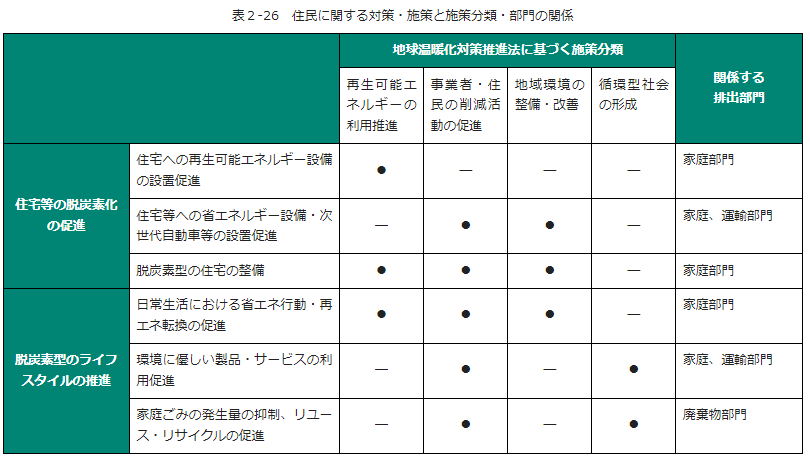 表２-26　住民に関する対策・施策と施策分類・部門の関係
地球温暖化対策推進法に基づく施策分類
関係する
排出部門
再生可能エ
ネルギーの
利用推進
事業者・住
民の削減活
動の促進
地域環境の
整備・改善
循環型社会
の形成
住宅等の脱炭素化
の促進
住宅への再生可能エネルギー設備
の設置促進
● ― ― ― 家庭部門
住宅等への省エネルギー設備・次
世代自動車等の設置促進
― ● ● ― 家庭、運輸部門
脱炭素型の住宅の整備 ● ● ● ― 家庭部門
脱炭素型のライフ
スタイルの推進
日常生活における省エネ行動・再
エネ転換の促進
● ● ● ― 家庭部門
環境に優しい製品・サービスの利
用促進
― ● ― ● 家庭、運輸部門
家庭ごみの発生量の抑制、リユー
ス・リサイクルの促進
― ● ― ● 廃棄物部門